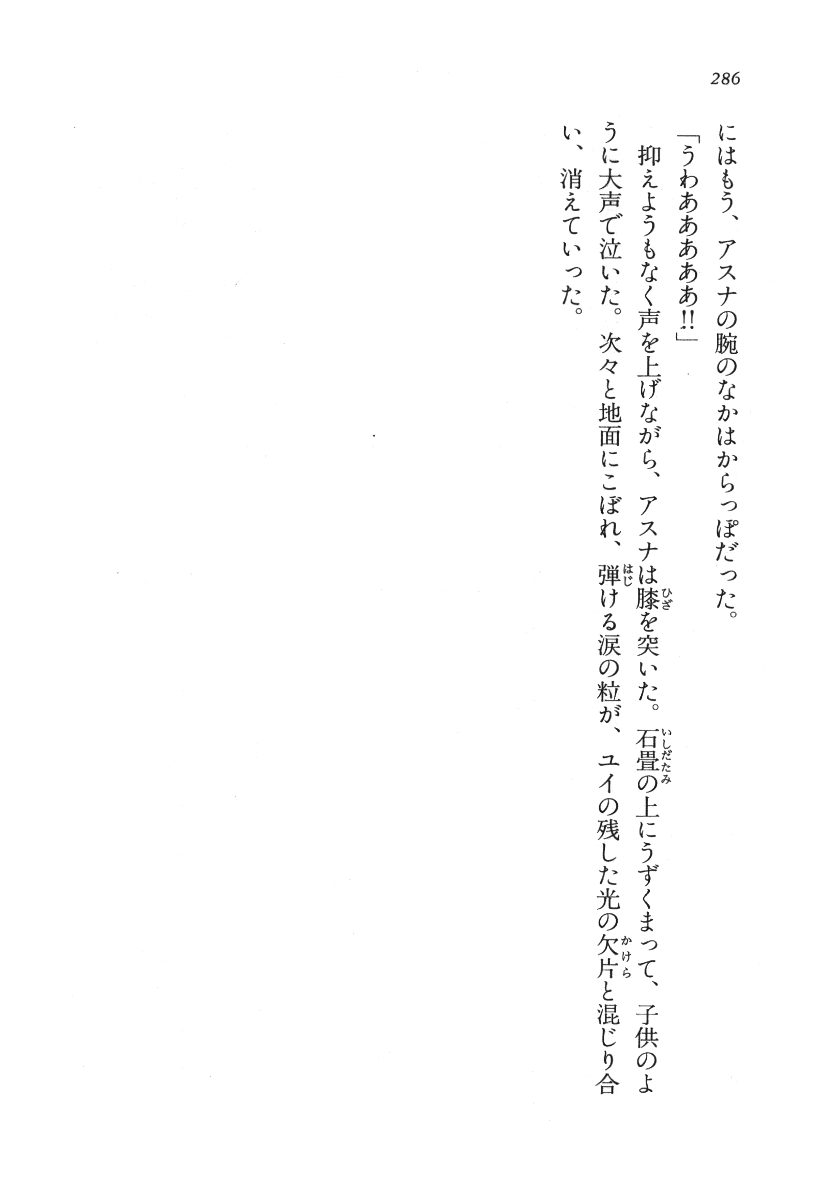 286
にはもう、アスナの腕のなかはからっぽだった。
「うわああああ!!」
抑えようもなく声を上げながら、アスナは膝を突いた。石畳の上にうずくまって、子供のよ
うに大声で泣いた。次々と地面にこぼれ、弾ける涙の粒が、ユイの残した光の欠片と混じり合
い、消えていった。